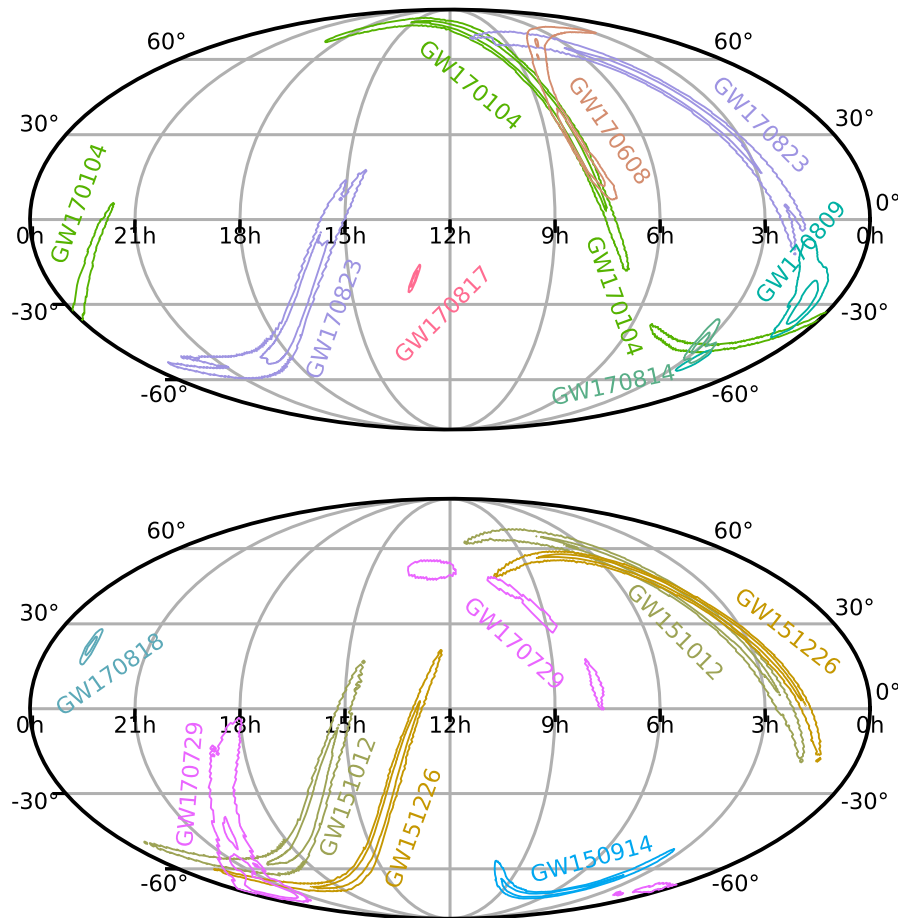 60° 60°
GW170104
GW170823
GW170608
30° 30°
GW170104
GW170809
0°
0h 21h 18h 15h 12h 9h 6h 3h 0h
GW170823
GW170817
GW170104
-30° -30°
GW170814
-60° -60°
60° 60°
GW151226
GW151012
30° 30°
GW170729
GW170818
0°
0h 21h 18h 15h 12h 9h 6h 3h 0h
GW170729
GW151012
GW151226
-30° -30°
GW150914
-60° -60°